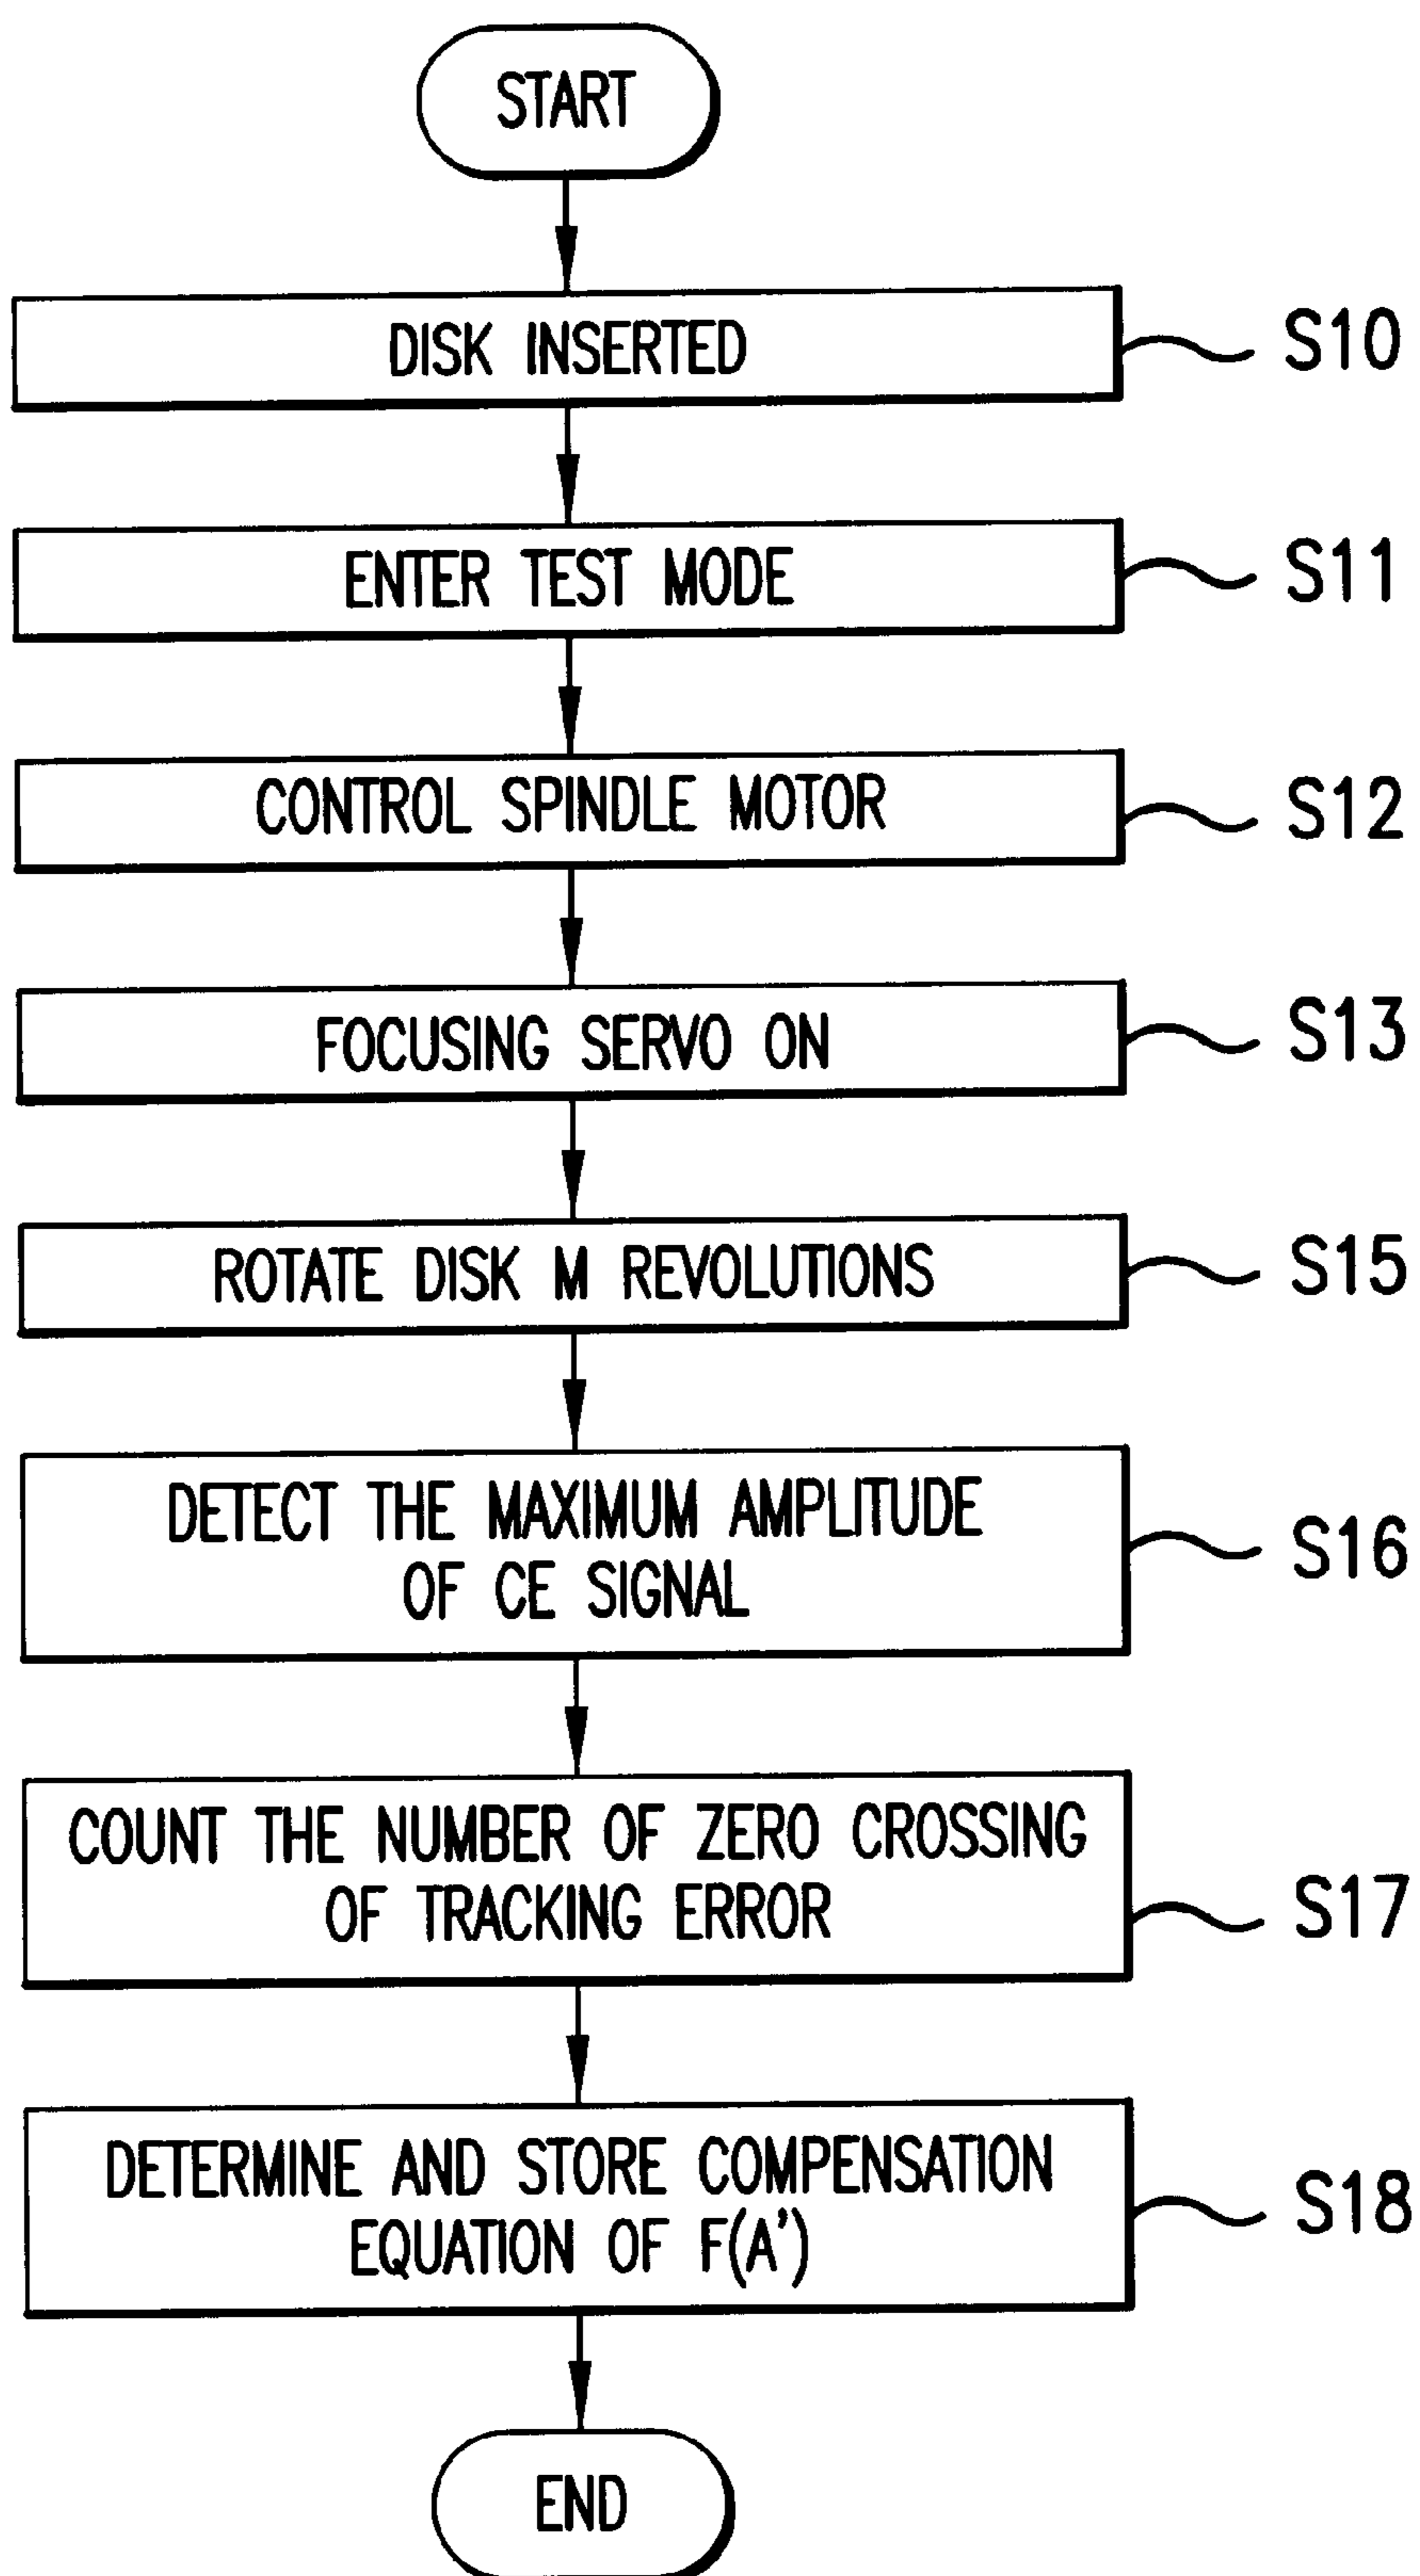 START
DISK INSERTED
S10
ENTER TEST MODE
S11
CONTROL SPINDLE MOTOR
S12
FOCUSING SERVO ON
S13
ROTATE DISK M REVOLUTIONS
S15
DETECT THE MAXIMUM AMPLITUDE
OF CE SIGNAL
S16
COUNT THE NUMBER OF ZERO CROSSING
OF TRACKING ERROR
S17
DETERMINE AND STORE COMPENSATION
EQUATION OF F(A')
S18
END